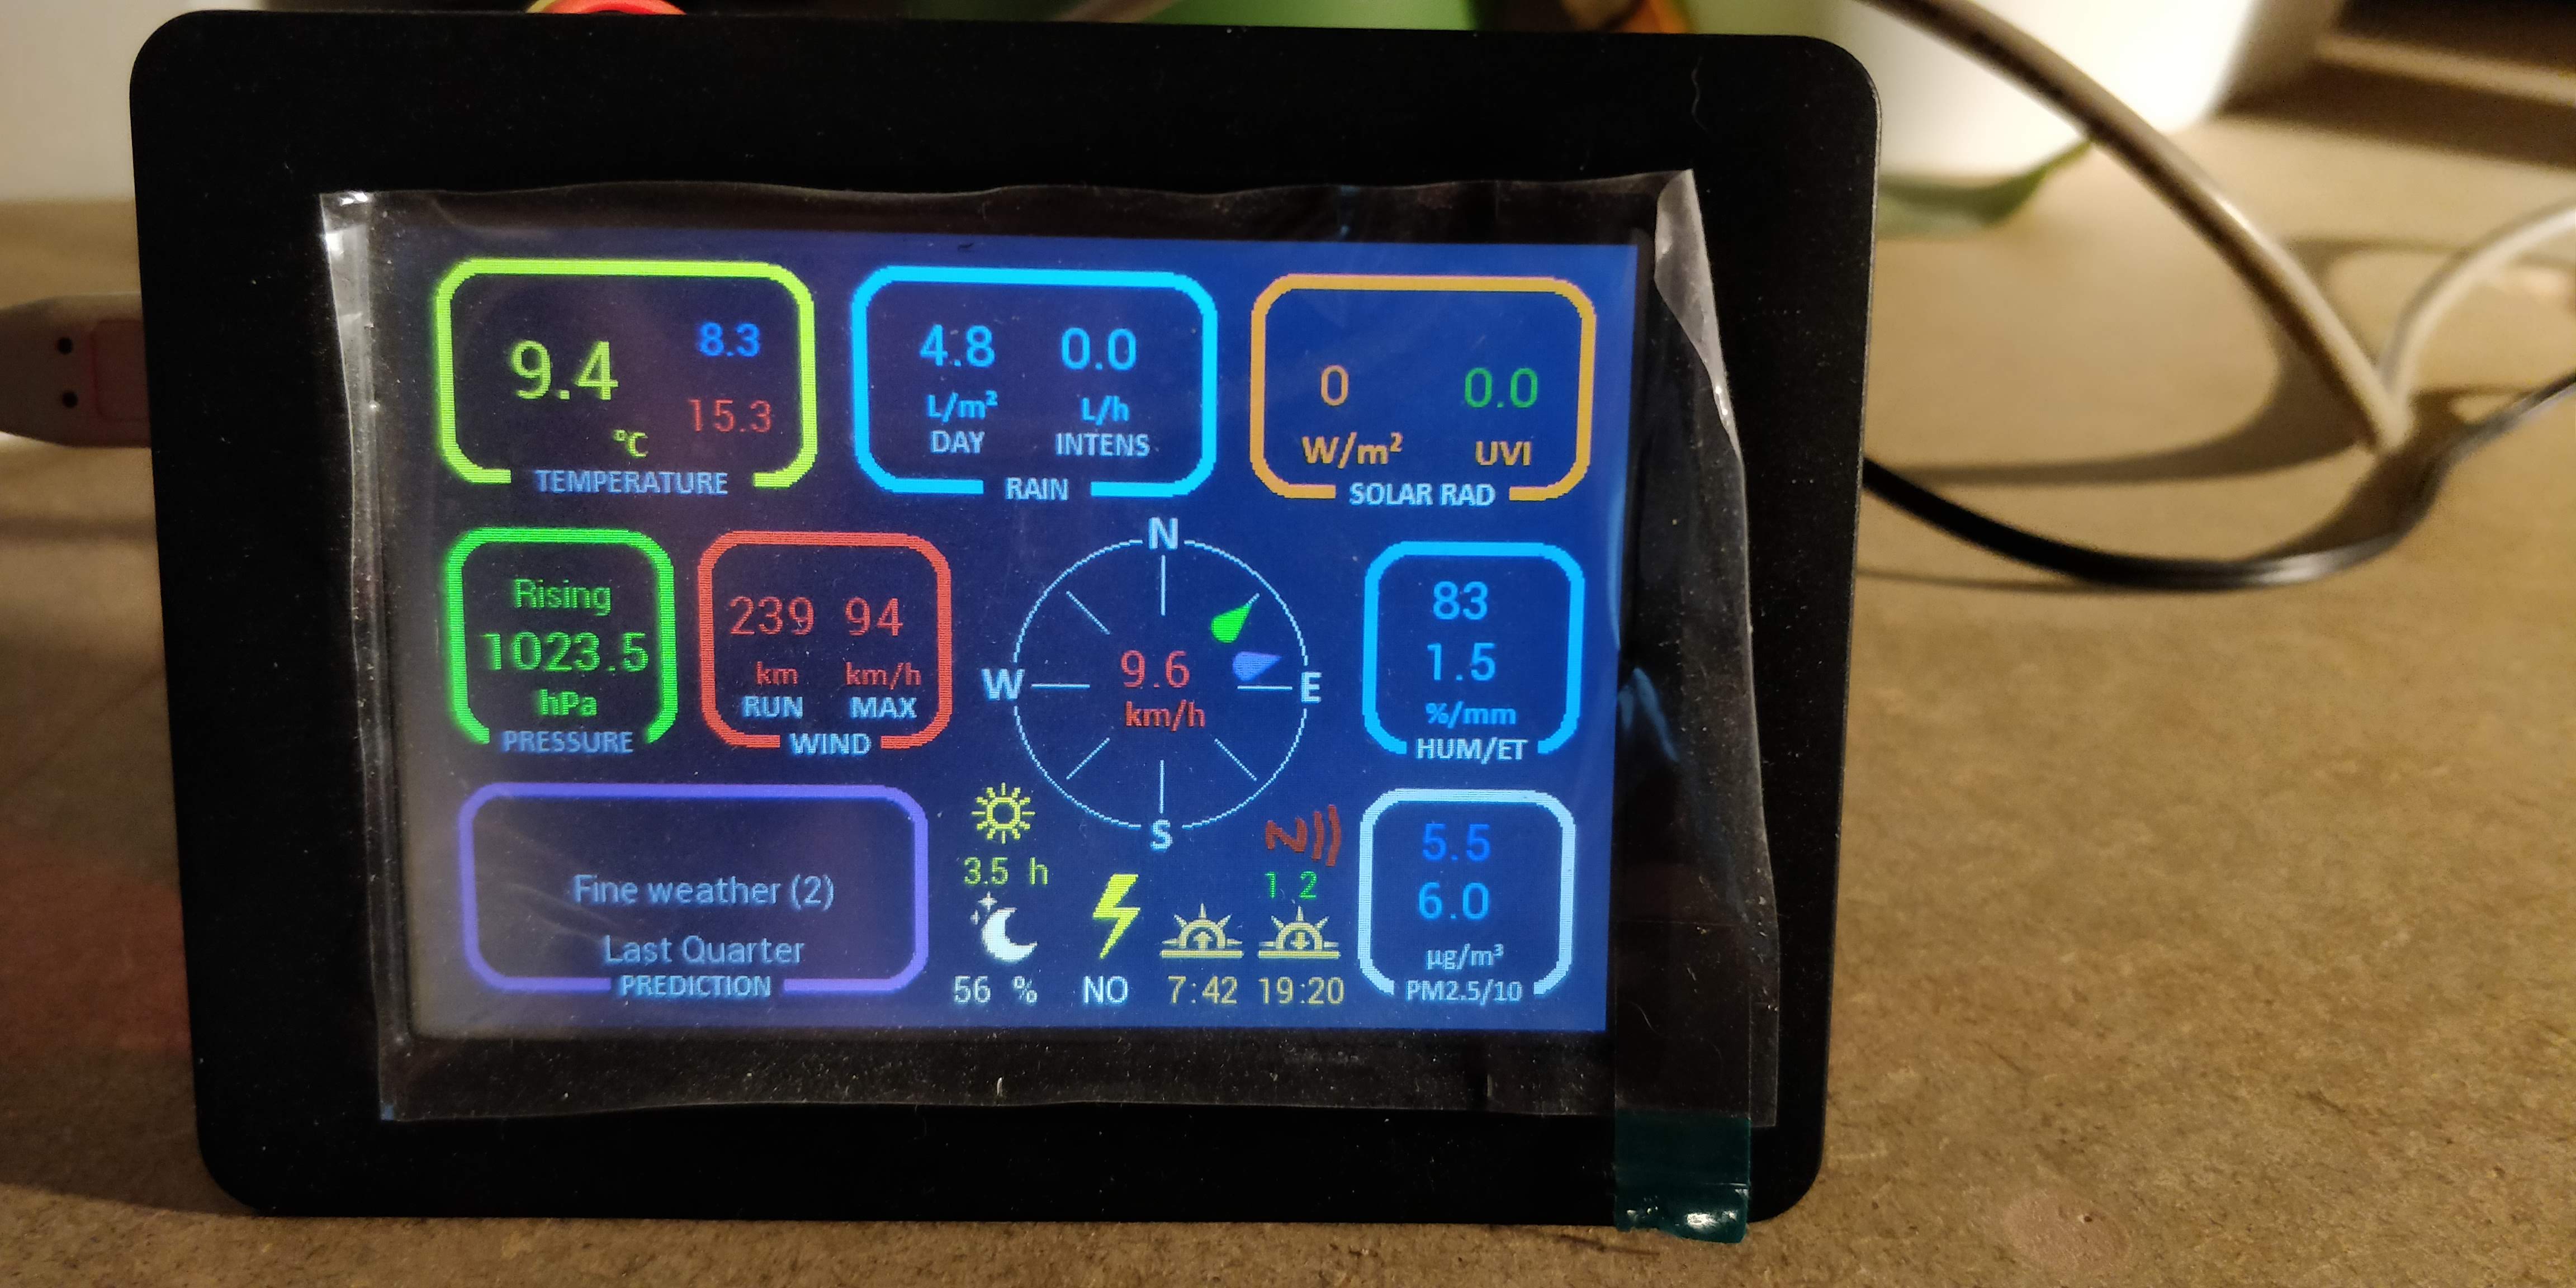 9.4
8.3
15.3
°C
TEMPERATURE
4.8 0.0
L/m² L/h
DAY INTENS
RAIN
0 0.0
W/m² UVI
SOLAR RAD
Rising
1023.5
hPa
PRESSURE
239 94
km km/h
RUN MAX
WIND
N
W E
S
9.6
km/h
83
1.5
%/mm
HUM/ET
Fine weather (2)
Last Quarter
PREDICTION
3.5 h
56 %
NO
7:42
1.2
19:20
5.5
6.0
µg/m³
PM2.5/10